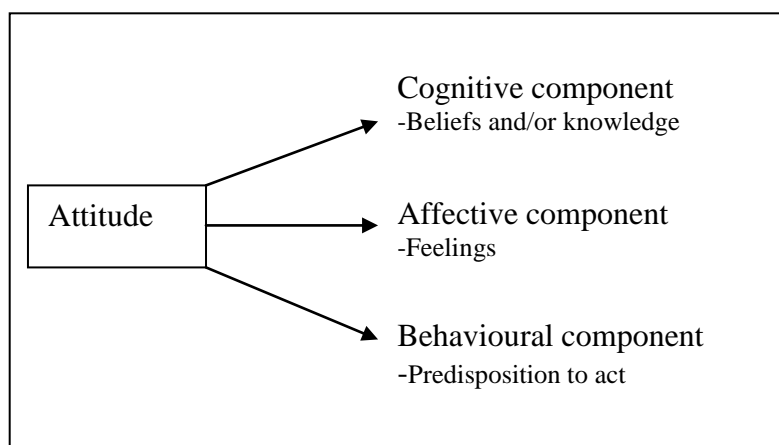 Cognitive component
-Beliefs and/or knowledge
Attitude
Affective component
-Feelings
Behavioural component
-Predisposition to act